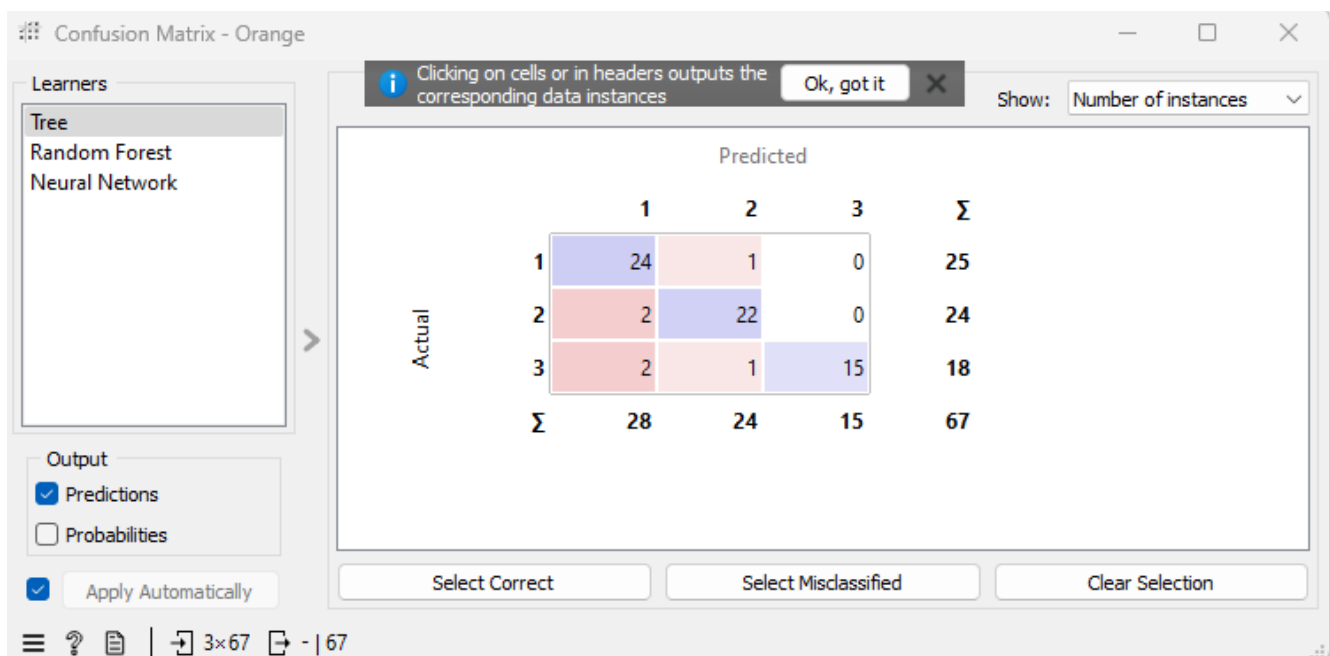 Confusion Matrix - Orange
Learners
Tree
Random Forest
Neural Network
Output
Predictions
Probabilities
Apply Automatically
Clicking on cells or in headers outputs the
corresponding data instances
Ok, got it
Show: Number of instances
Predicted
1 2 3 Σ
Actual
1 24 1 0 25
2 2 22 0 24
3 2 1 15 18
Σ 28 24 15 67
Select Correct Select Misclassified Clear Selection
? 3×67 - | 67